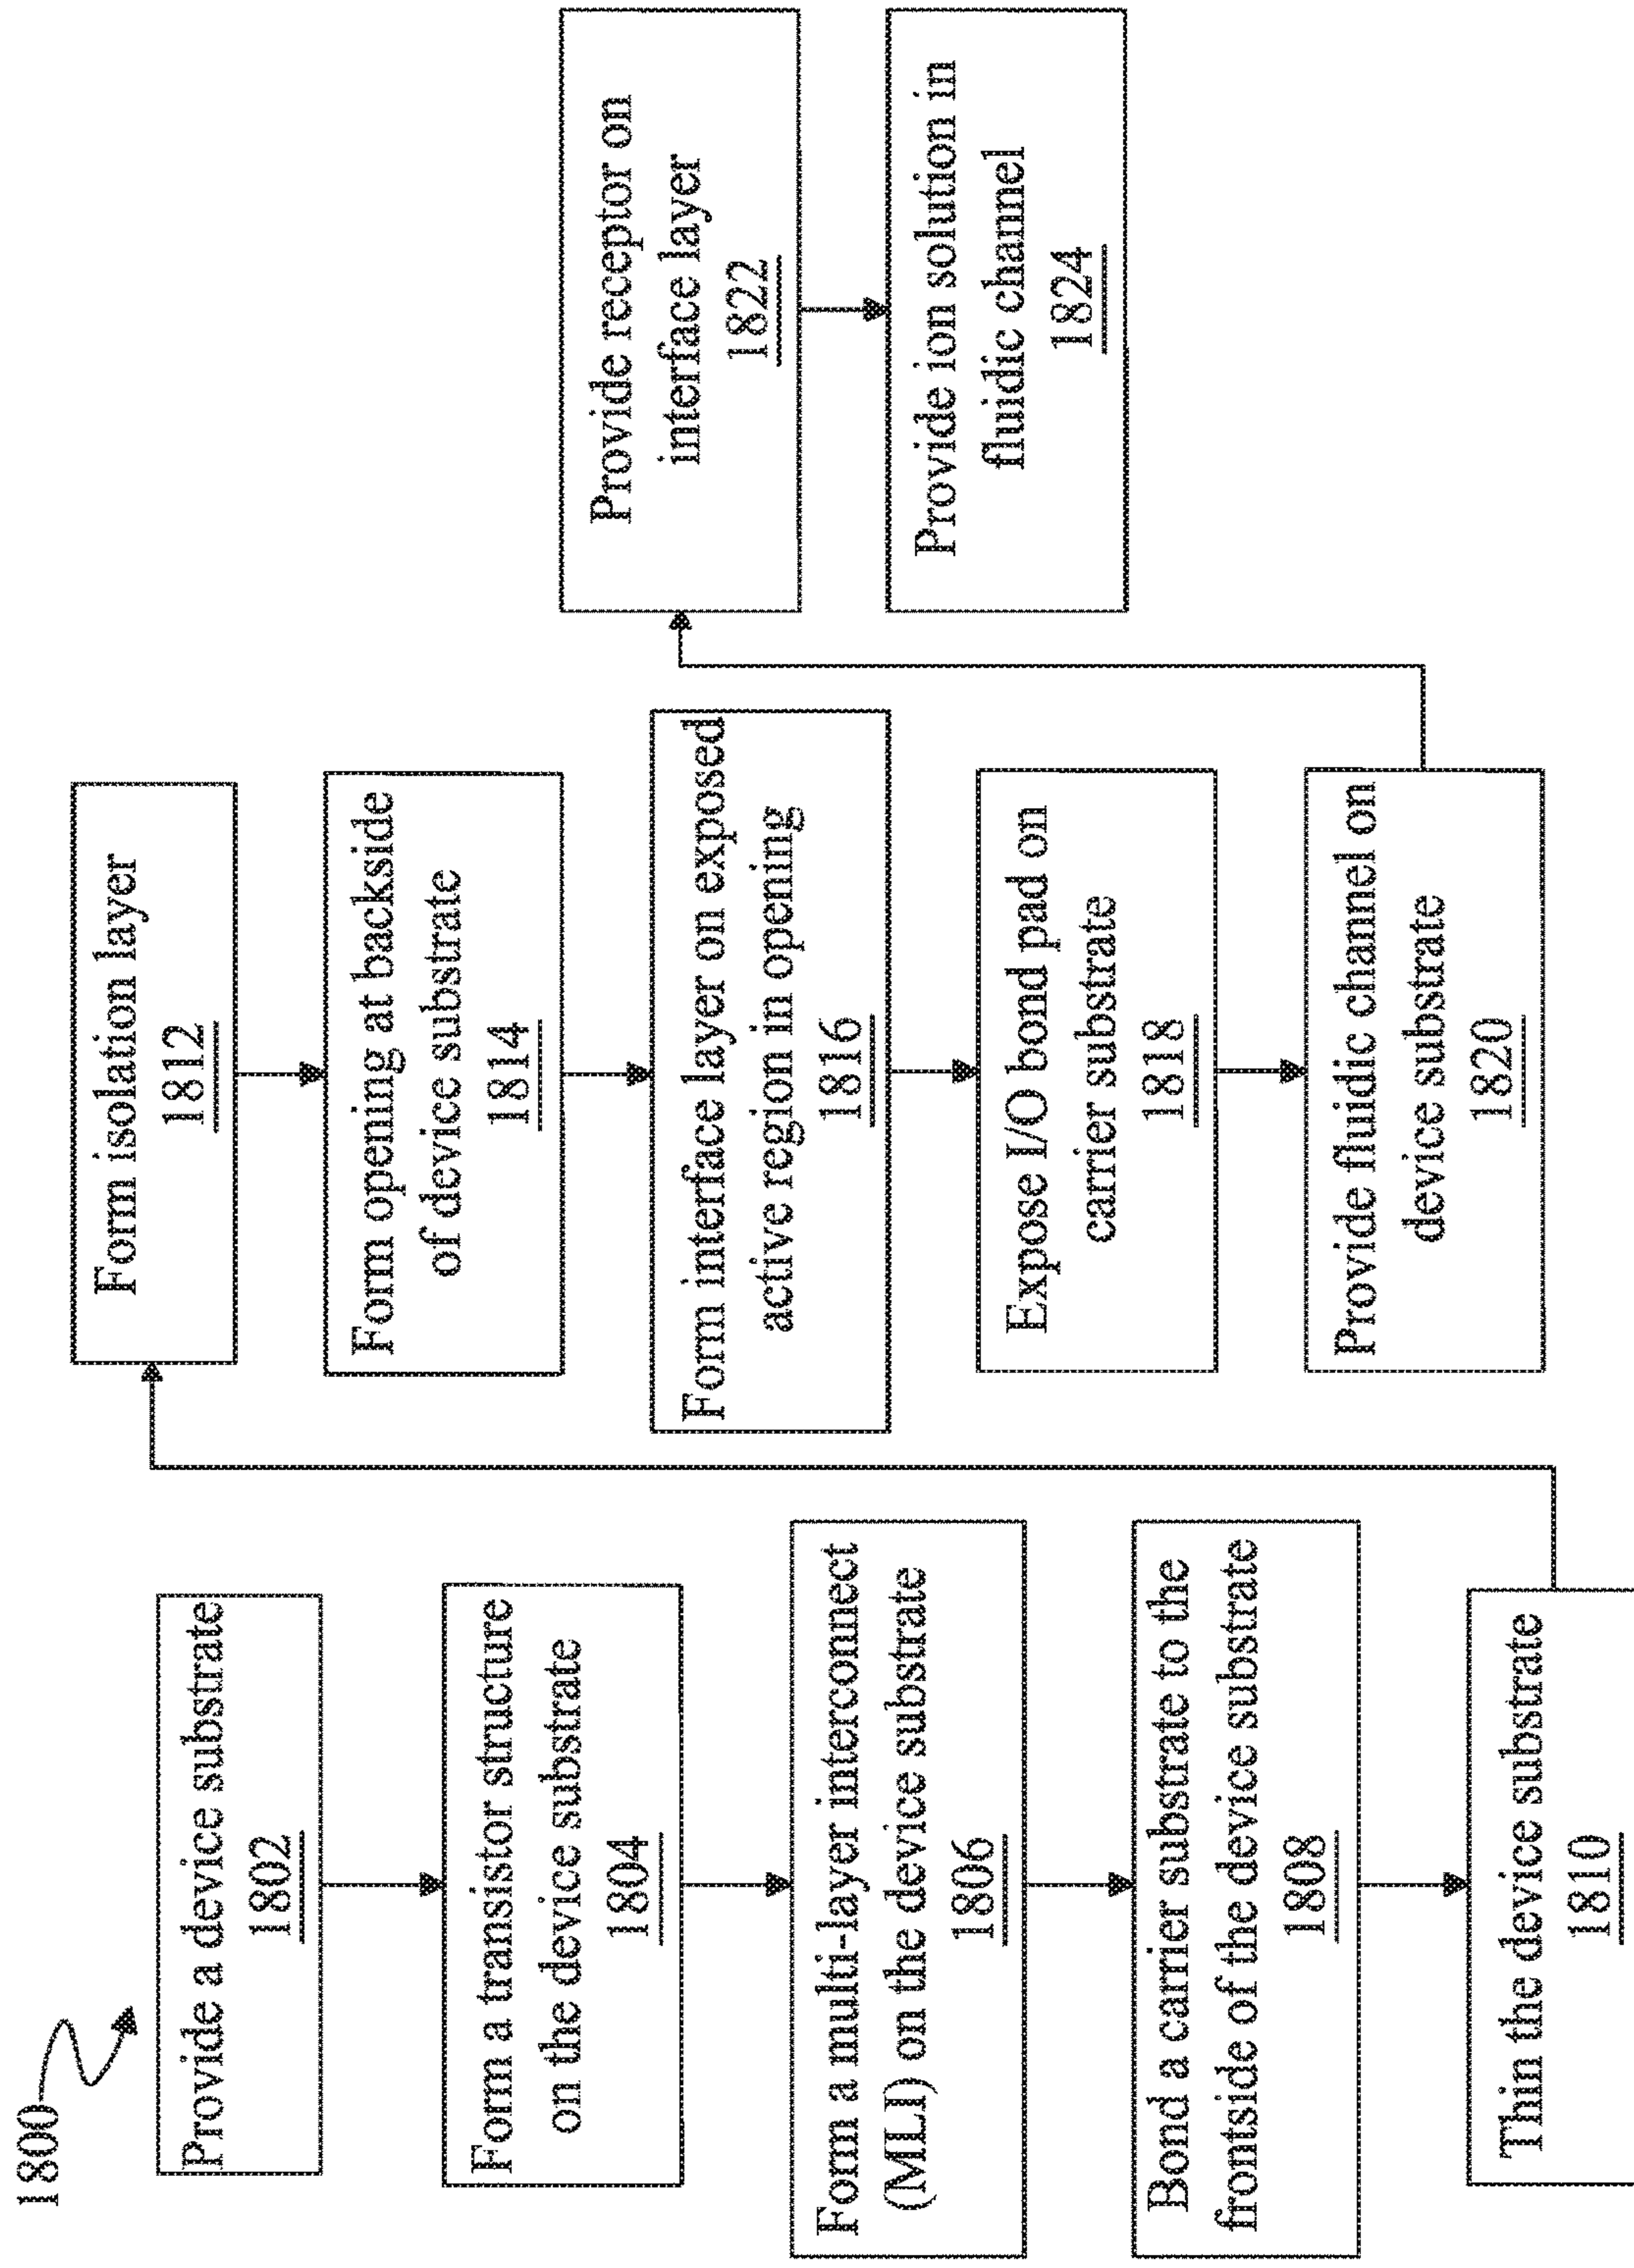 1800
Provide a device substrate
1802
Form a transistor structure
on the device substrate
1804
Form a multi-layer interconnect
(MLI) on the device substrate
1806
Bond a carrier substrate to the
frontside of the device substrate
1808
Thin the device substrate
1810
Form isolation layer
1812
Form opening at backside
of device substrate
1814
Form interface layer on exposed
active region in opening
1816
Expose I/O bond pad on
carrier substrate
1818
Provide fluidic channel on
device substrate
1820
Provide receptor on
interface layer
1822
Provide ion solution in
fluidic channel
1824